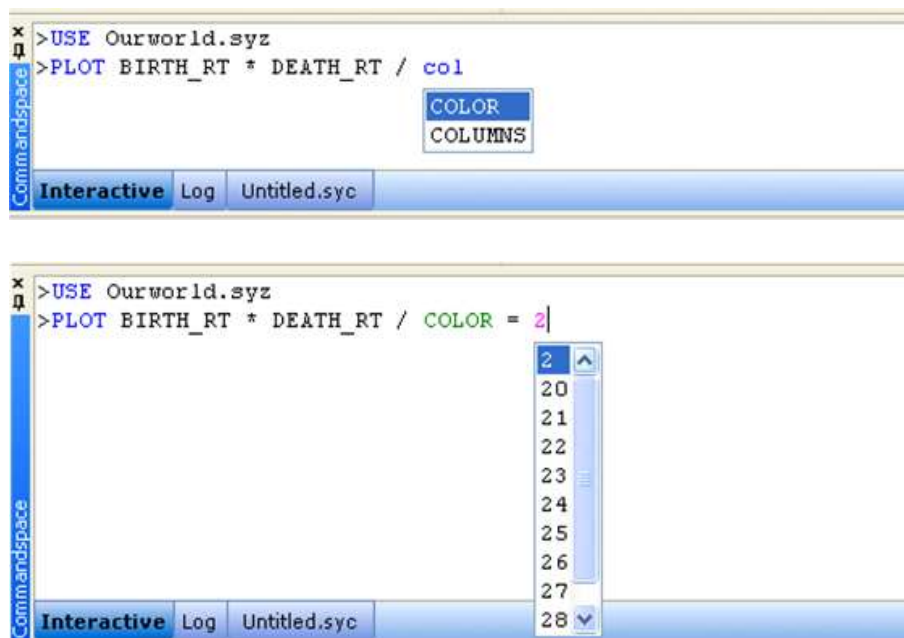 >USE Ourworld.syz
>PLOT BIRTH_RT * DEATH_RT / col
COLOR
COLUMNS
Commandspace
Interactive Log Untitled.syc
>USE Ourworld.syz
>PLOT BIRTH_RT * DEATH_RT / COLOR = 2
2
20
21
22
23
24
25
26
27
28
Commandspace
Interactive Log Untitled.syc